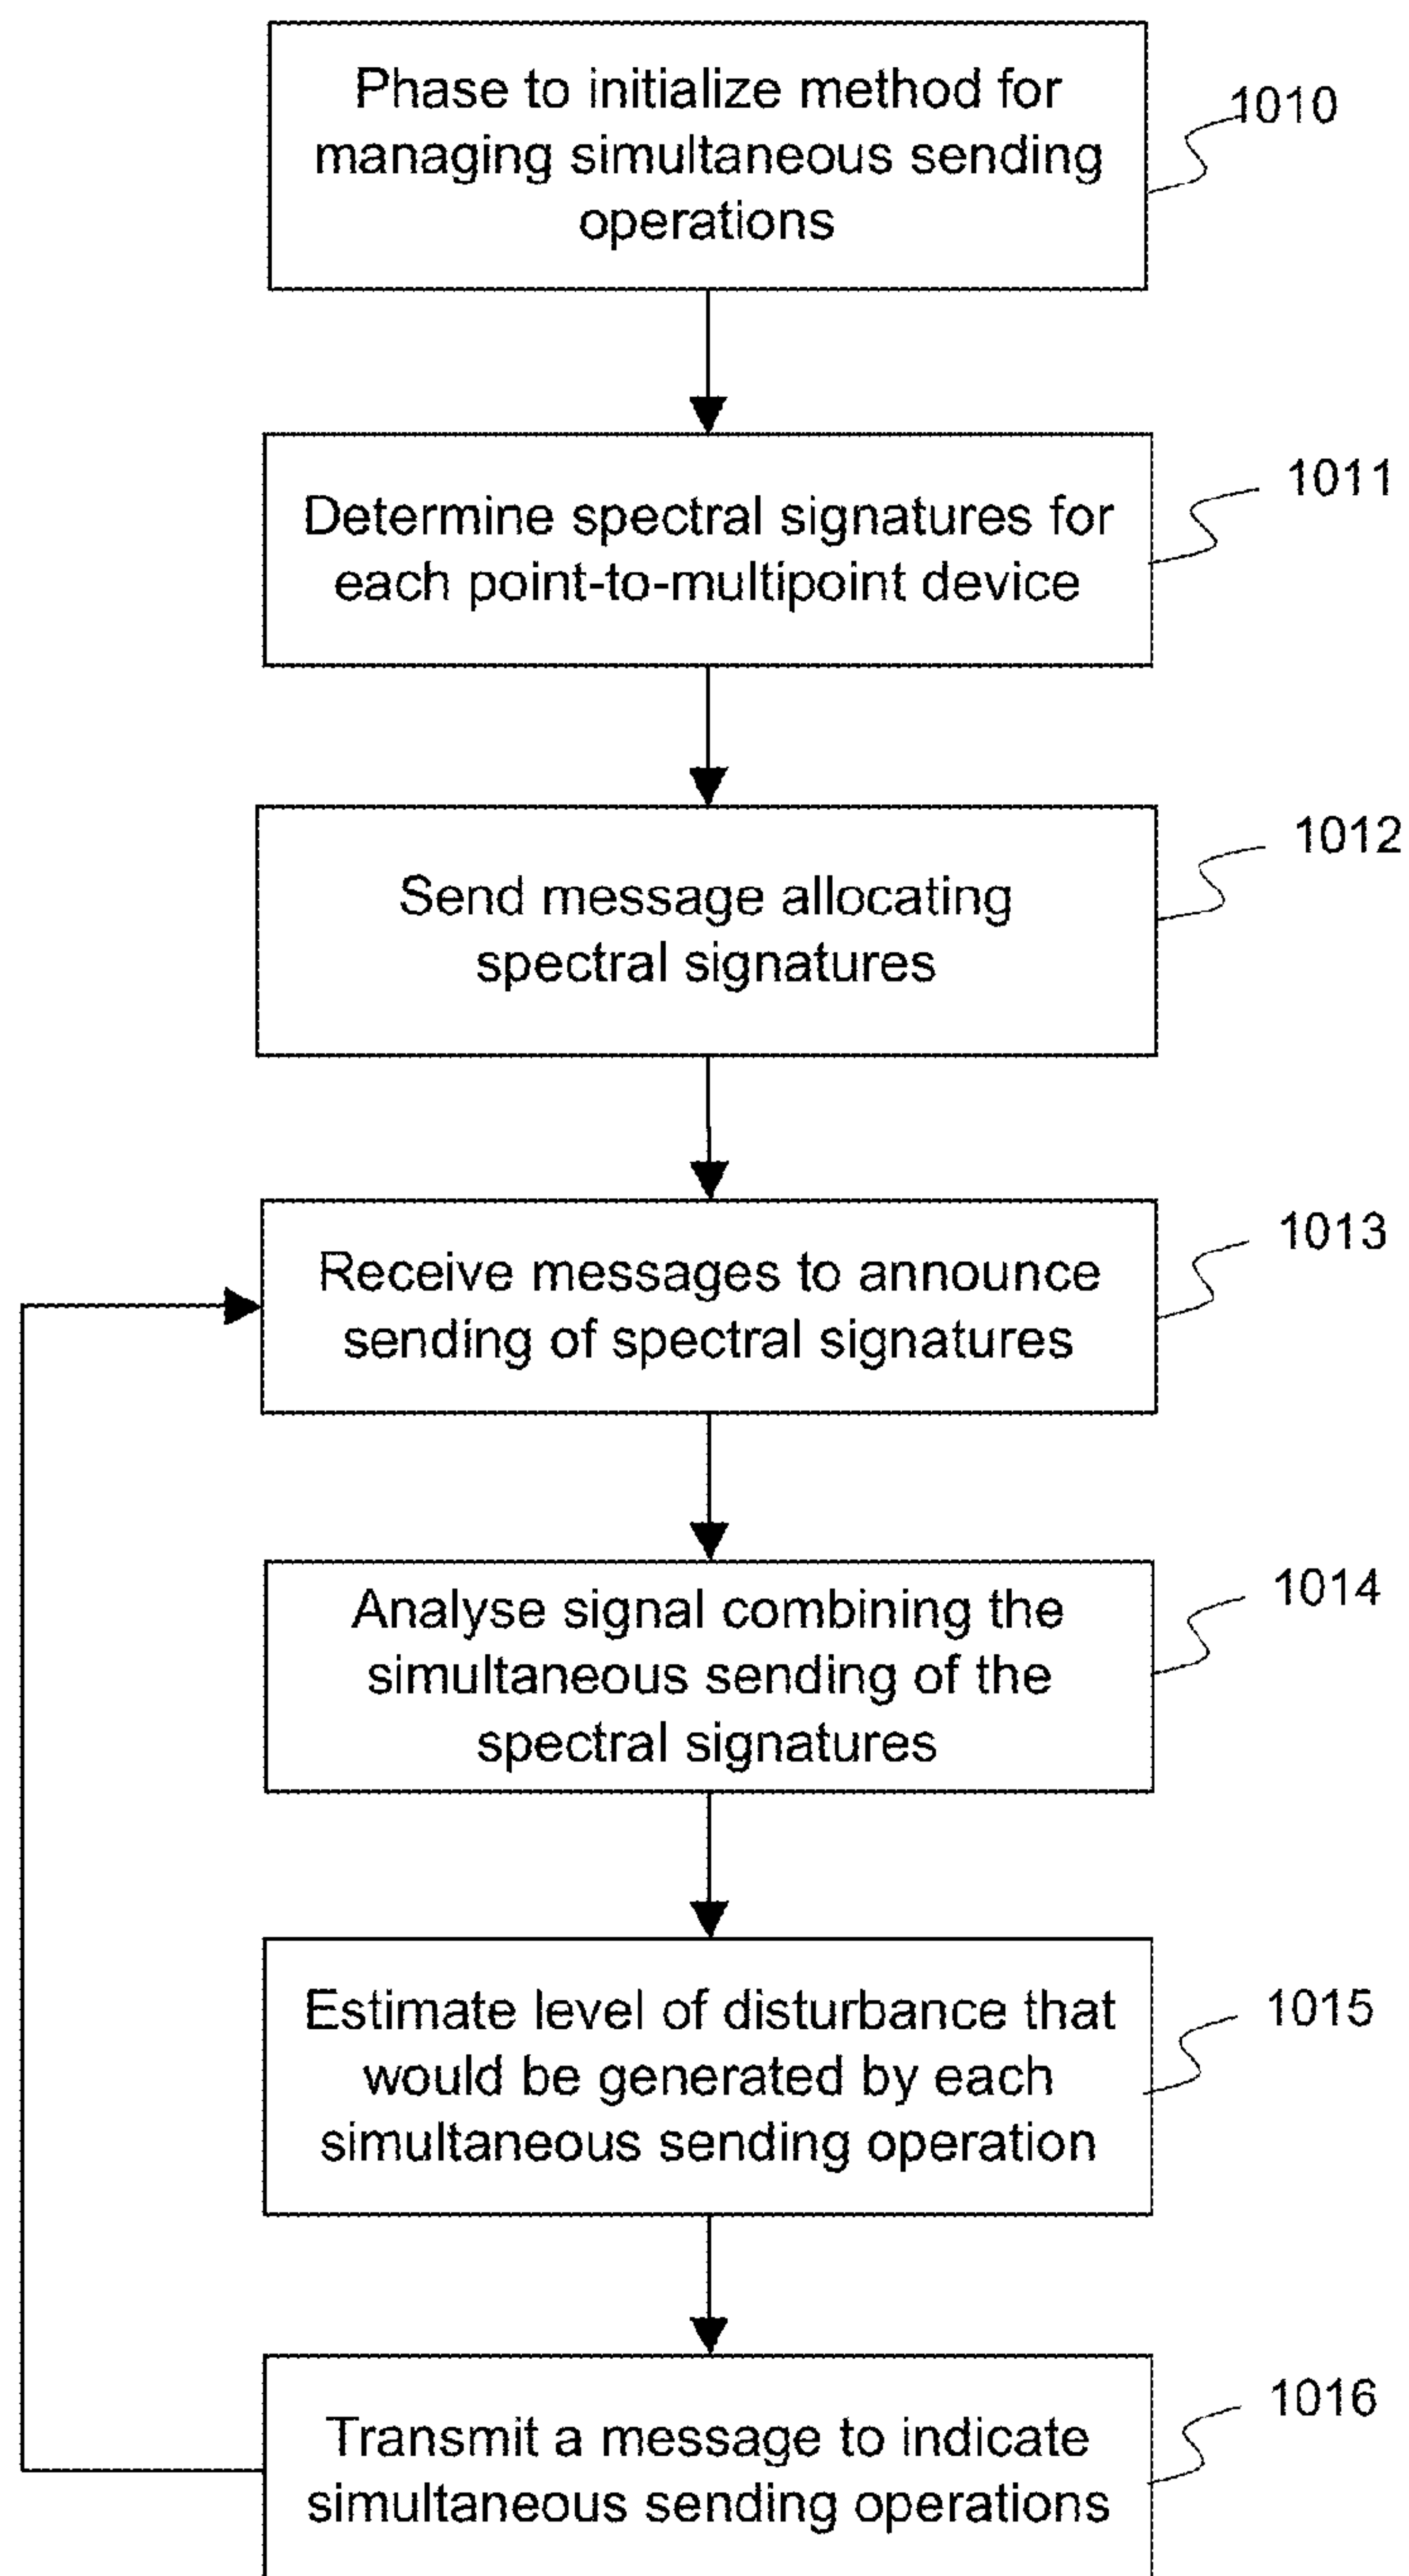 Phase to initialize method for
managing simultaneous sending
operations
1010
Determine spectral signatures for
each point-to-multipoint device
1011
Send message allocating
spectral signatures
1012
Receive messages to announce
sending of spectral signatures
1013
Analyse signal combining the
simultaneous sending of the
spectral signatures
1014
Estimate level of disturbance that
would be generated by each
simultaneous sending operation
1015
Transmit a message to indicate
simultaneous sending operations
1016